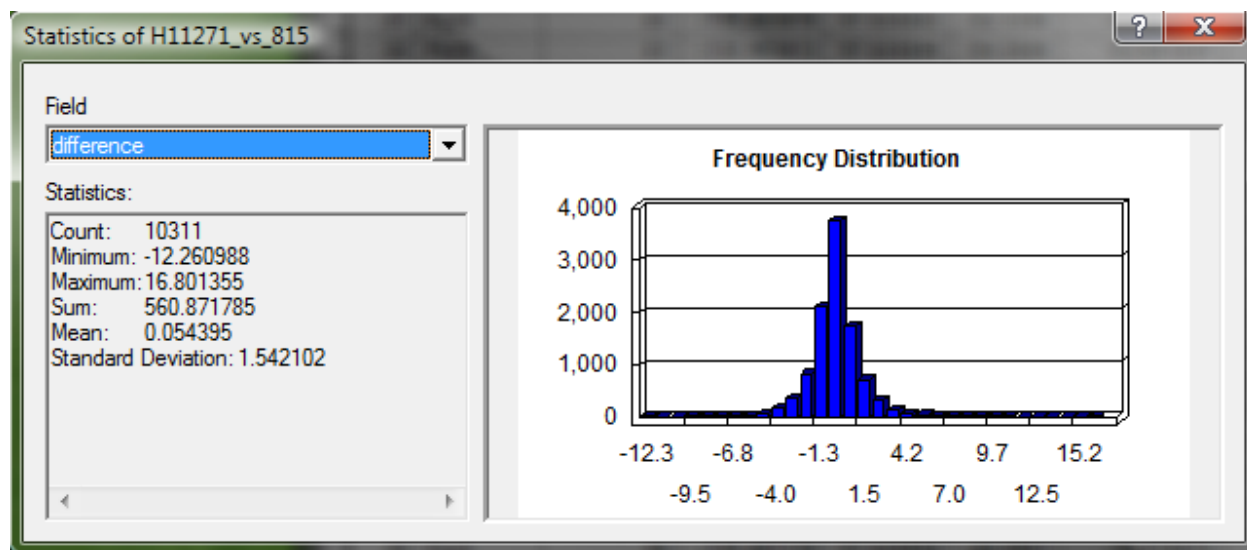 Statistics of H11271_vs_815
?
X
Field
difference
Statistics:
Count: 10311
Minimum: -12.260988
Maximum: 16.801355
Sum: 560.871785
Mean: 0.054395
Standard Deviation: 1.542102
Frequency Distribution
4,000
3,000
2,000
1,000
0
-12.3 -6.8 -1.3 4.2 9.7 15.2
-9.5 -4.0 1.5 7.0 12.5